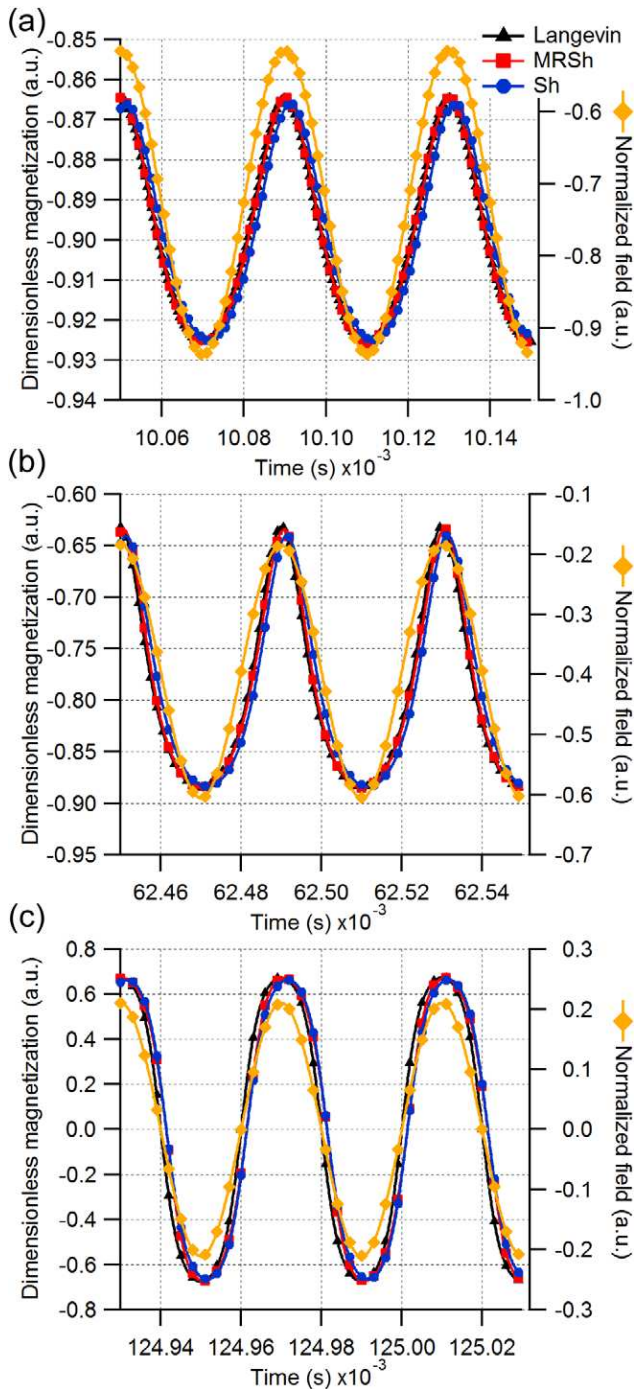 (a)
Langevin
MRSh
Sh
Dimensionless magnetization (a.u.)
-0.85
-0.86
-0.87
-0.88
-0.89
-0.90
-0.91
-0.92
-0.93
-0.94
-0.6
-0.7
-0.8
-0.9
-1.0
Normalized field (a.u.)
10.06 10.08 10.10 10.12 10.14
Time (s) x10-3
(b)
Dimensionless magnetization (a.u.)
-0.60
-0.65
-0.70
-0.75
-0.80
-0.85
-0.90
-0.95
-0.1
-0.2
-0.3
-0.4
-0.5
-0.6
-0.7
Normalized field (a.u.)
62.46 62.48 62.50 62.52 62.54
Time (s) x10-3
(c)
Dimensionless magnetization (a.u.)
0.8
0.6
0.4
0.2
0.0
-0.2
-0.4
-0.6
-0.8
0.3
0.2
0.1
0.0
-0.1
-0.2
-0.3
Normalized field (a.u.)
124.94 124.96 124.98 125.00 125.02
Time (s) x10-3